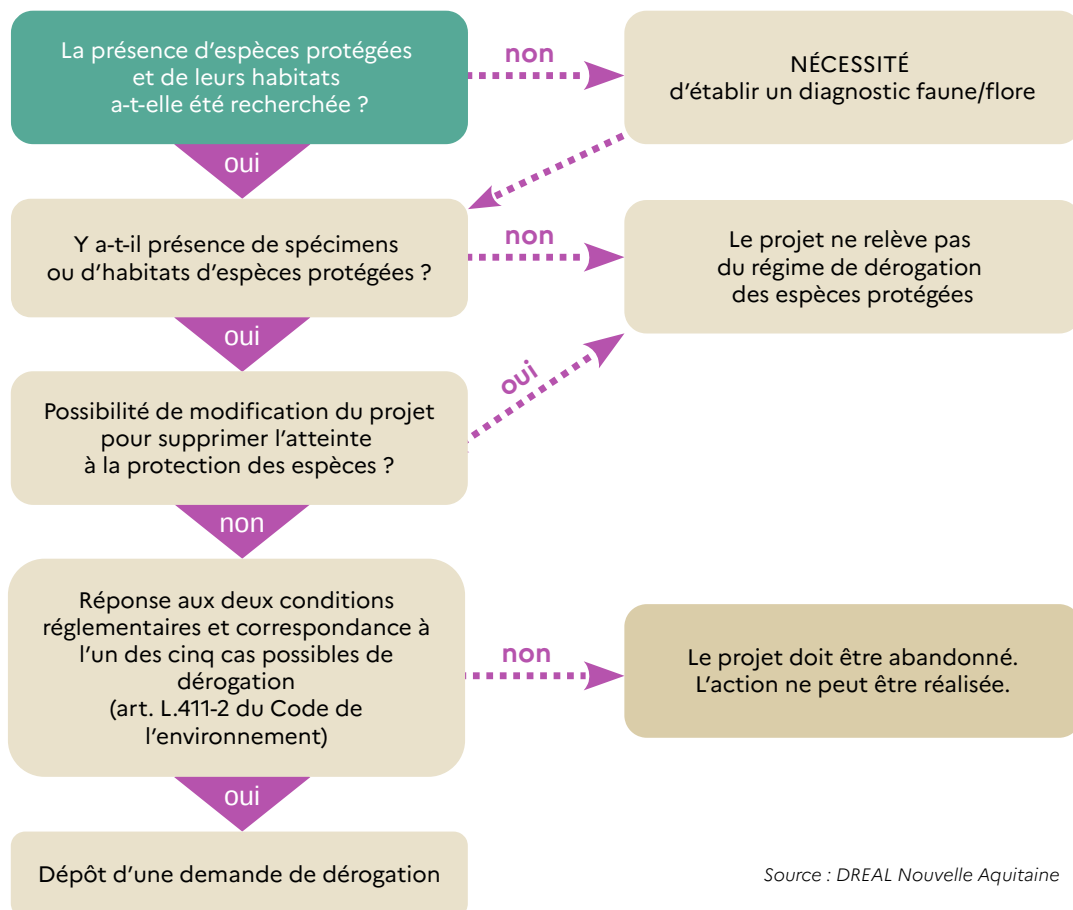 La présence d’espèces protégées
et de leurs habitats
a-t-elle été recherchée ?
non
NÉCESSITÉ
d’établir un diagnostic faune/flore
oui
Y a-t-il présence de spécimens
ou d’habitats d’espèces protégées ?
non
Le projet ne relève pas
du régime de dérogation
des espèces protégées
oui
Possibilité de modification du projet
pour supprimer l’atteinte
à la protection des espèces ?
oui
non
Réponse aux deux conditions
réglementaires et correspondance à
l’un des cinq cas possibles de
dérogation
(art. L.411-2 du Code de
l’environnement)
non
Le projet doit être abandonné.
L’action ne peut être réalisée.
oui
Dépôt d’une demande de dérogation
Source : DREAL Nouvelle Aquitaine